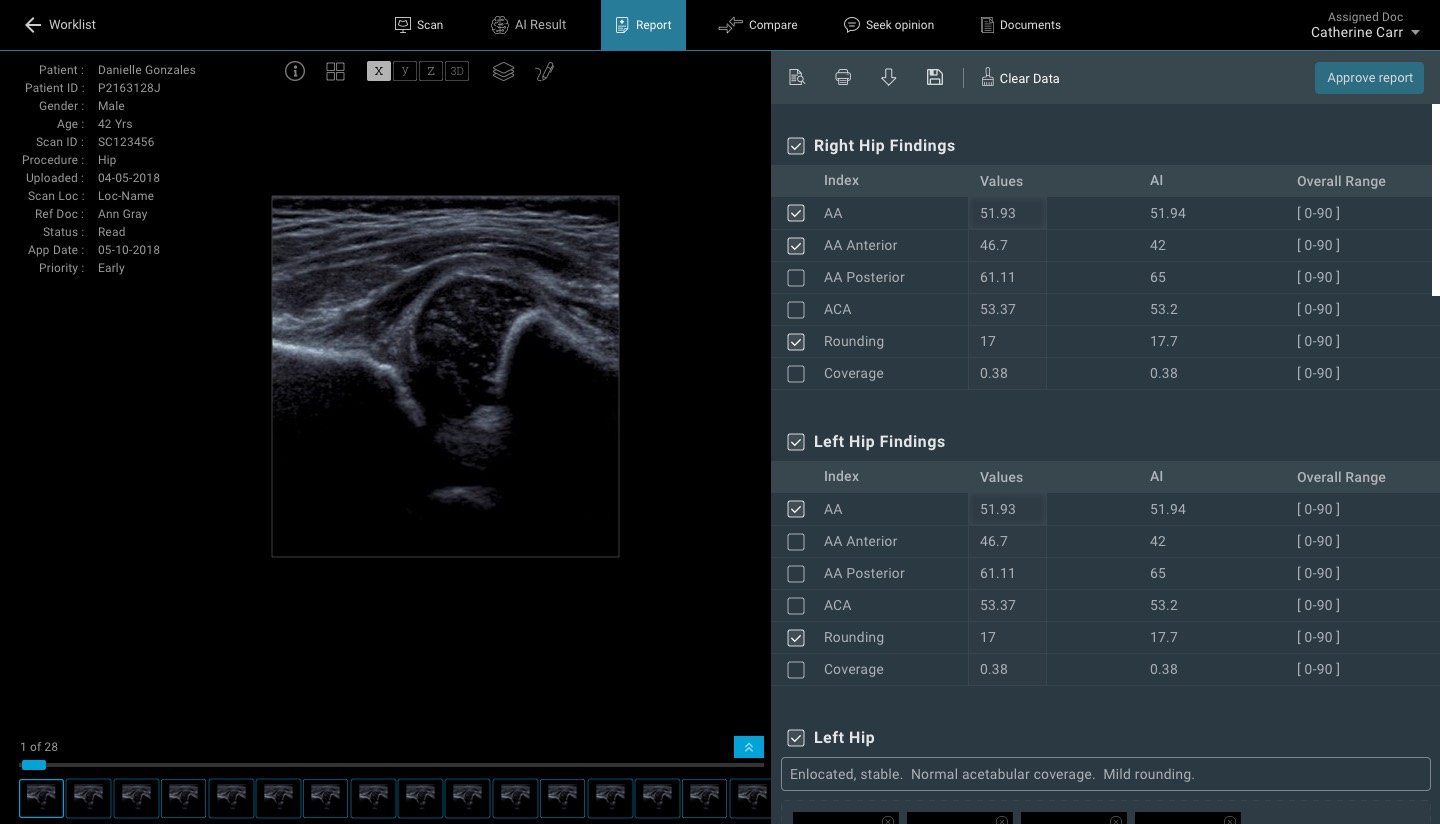 Worklist
Scan
AI Result
Report
Compare
Seek opinion
Documents
Assigned Doc
Catherine Carr
Patient : Danielle Gonzales
Patient ID : P2163128J
Gender : Male
Age : 42 Yrs
Scan ID : SC123456
Procedure : Hip
Uploaded : 04-05-2018
Scan Loc : Loc-Name
Ref Doc : Ann Gray
Status : Read
App Date : 05-10-2018
Priority : Early
X y Z 3D
1 of 28
Clear Data
Approve report
Right Hip Findings
Index Values AI Overall Range
AA 51.93 51.94 [ 0-90 ]
AA Anterior 46.7 42 [ 0-90 ]
AA Posterior 61.11 65 [ 0-90 ]
ACA 53.37 53.2 [ 0-90 ]
Rounding 17 17.7 [ 0-90 ]
Coverage 0.38 0.38 [ 0-90 ]
Left Hip Findings
Index Values AI Overall Range
AA 51.93 51.94 [ 0-90 ]
AA Anterior 46.7 42 [ 0-90 ]
AA Posterior 61.11 65 [ 0-90 ]
ACA 53.37 53.2 [ 0-90 ]
Rounding 17 17.7 [ 0-90 ]
Coverage 0.38 0.38 [ 0-90 ]
Left Hip
Enlocated, stable.  Normal acetabular coverage.  Mild rounding.